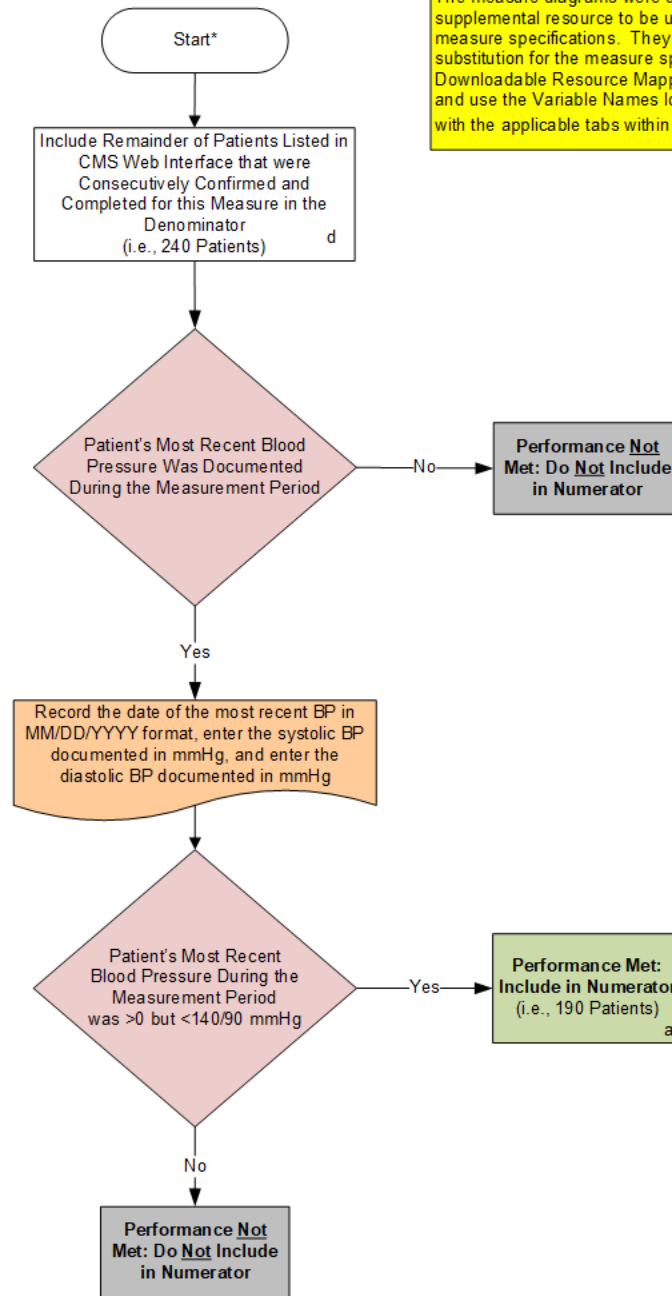 Start*
The measure diagrams were
supplemental resource to be u
measure specifications. They
substitution for the measure sp
Downloadable Resource Mapp
and use the Variable Names lo
with the applicable tabs within
Include Remainder of Patients Listed in
CMS Web Interface that were
Consecutively Confirmed and
Completed for this Measure in the
Denominator
(i.e., 240 Patients)
d
Patient's Most Recent Blood
Pressure Was Documented
During the Measurement Period
No
Performance Not
Met: Do Not Include
in Numerator
Yes
Record the date of the most recent BP in
MM/DD/YYYY format, enter the systolic BP
documented in mmHg, and enter the
diastolic BP documented in mmHg
Patient's Most Recent
Blood Pressure During the
Measurement Period
was >0 but <140/90 mmHg
Yes
Performance Met:
Include in Numerator
(i.e., 190 Patients)
a
No
Performance Not
Met: Do Not Include
in Numerator